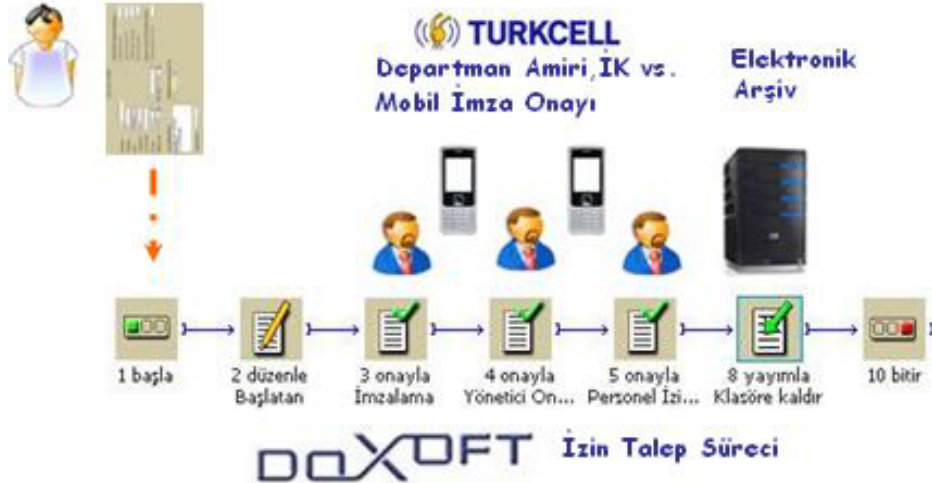 TURKCELL
Departman Amiri,İK vs.
Mobil İmza Onayı
Elektronik
Arşiv
1 başla
2 düzenle
Başlatan
3 onayla
İmzalama
4 onayla
Yönetici On...
5 onayla
Personel İzi...
8 yayımla
Klasöre kaldır
10 bitir
DOXOFT
İzin Talep Süreci